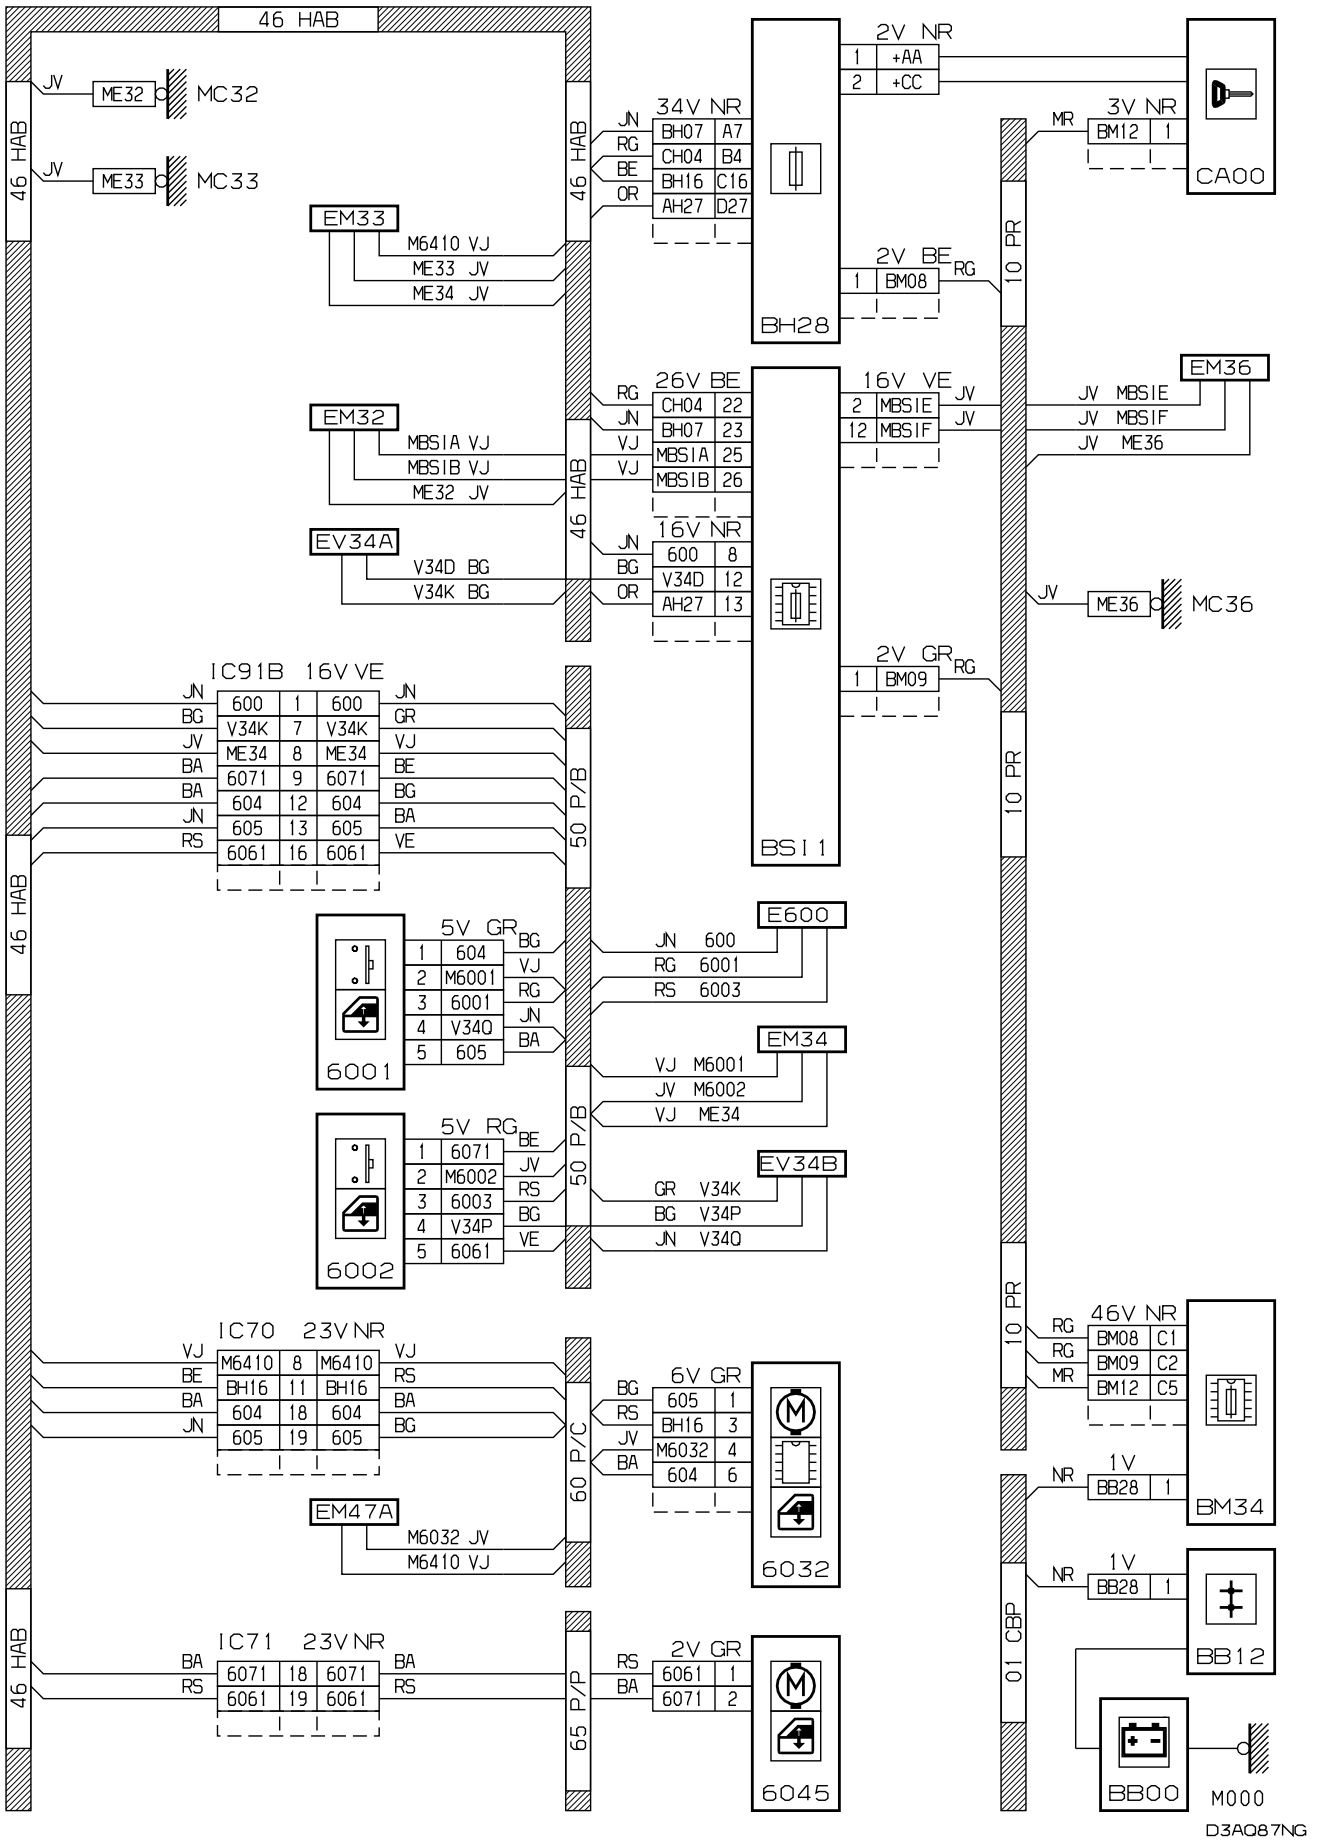 46 HAB
JV ME32 MC32
JV ME33 MC33
46 HAB
46 HAB
EM33
M6410 VJ
ME33 JV
ME34 JV
34V NR
JN BH07 A7
RG CH04 B4
BE BH16 C16
OR AH27 D27
BH28
2V NR
1 +AA
2 +CC
CA00
3V NR
MR BM12 1
2V BE
1 BM08 RG
10 PR
EM32
MBSIA VJ
MBSIB VJ
ME32 JV
46 HAB
26V BE
RG CH04 22
JN BH07 23
VJ MBSIA 25
VJ MBSIB 26
16V VE
2 MBSIE JV
12 MBSIF JV
EM36
JV MBSIE
JV MBSIF
JV ME36
EV34A
V34D BG
V34K BG
16V NR
JN 600 8
BG V34D 12
OR AH27 13
BSI1
JV ME36 MC36
2V GR
1 BM09 RG
10 PR
IC91B 16V VE
JN 600 1 600 JN
BG V34K 7 V34K GR
JV ME34 8 ME34 VJ
BA 6071 9 6071 BE
BA 604 12 604 BG
JN 605 13 605 BA
RS 6061 16 6061 VE
50 P/B
46 HAB
5V GR
1 604 BG
2 M6001 VJ
3 6001 RG
4 V34Q JN
5 605 BA
6001
E600
JN 600
RG 6001
RS 6003
EM34
VJ M6001
JV M6002
VJ ME34
50 P/B
5V RG
1 6071 BE
2 M6002 JV
3 6003 RS
4 V34P BG
5 6061 VE
6002
EV34B
GR V34K
BG V34P
JN V34Q
10 PR
IC70 23V NR
VJ M6410 8 M6410 VJ
BE BH16 11 BH16 RS
BA 604 18 604 BA
JN 605 19 605 BG
60 P/C
6V GR
BG 605 1
RS BH16 3
JV M6032 4
BA 604 6
M
6032
46V NR
RG BM08 C1
RG BM09 C2
MR BM12 C5
1V
NR BB28 1
BM34
EM47A
M6032 JV
M6410 VJ
46 HAB
IC71 23V NR
BA 6071 18 6071 BA
RS 6061 19 6061 RS
65 P/P
2V GR
RS 6061 1
BA 6071 2
M
6045
01 CBP
1V
NR BB28 1
BB12
+ -
BB00
M000
D3AQ87NG